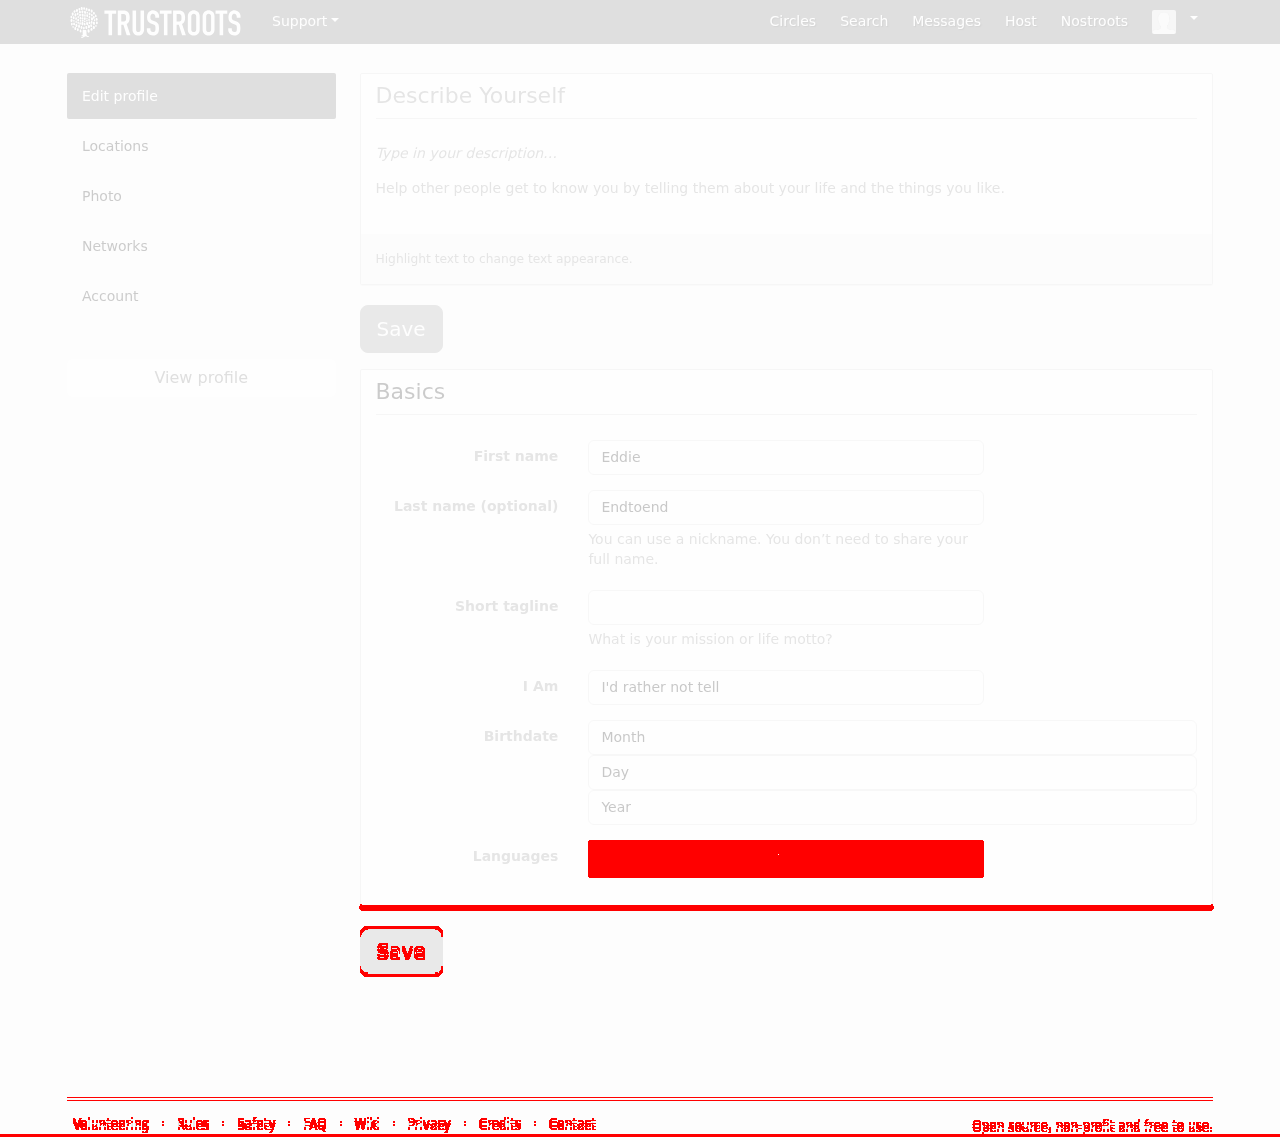 TRUSTROOTS Support Circles Search Messages Host Nostroots
Edit profile
Locations
Photo
Networks
Account
View profile
Describe Yourself
Type in your description...
Help other people get to know you by telling them about your life and the things you like.
Highlight text to change text appearance.
Save
Basics
First name Eddie
Last name (optional) Endtoend
You can use a nickname. You don't need to share your
full name.
Short tagline
What is your mission or life motto?
I Am I'd rather not tell
Birthdate Month
Day
Year
Languages
Save
Volunteering · Rules · Safety · FAQ · Wiki · Privacy · Credits · Contact Open source, non-profit and free to use.